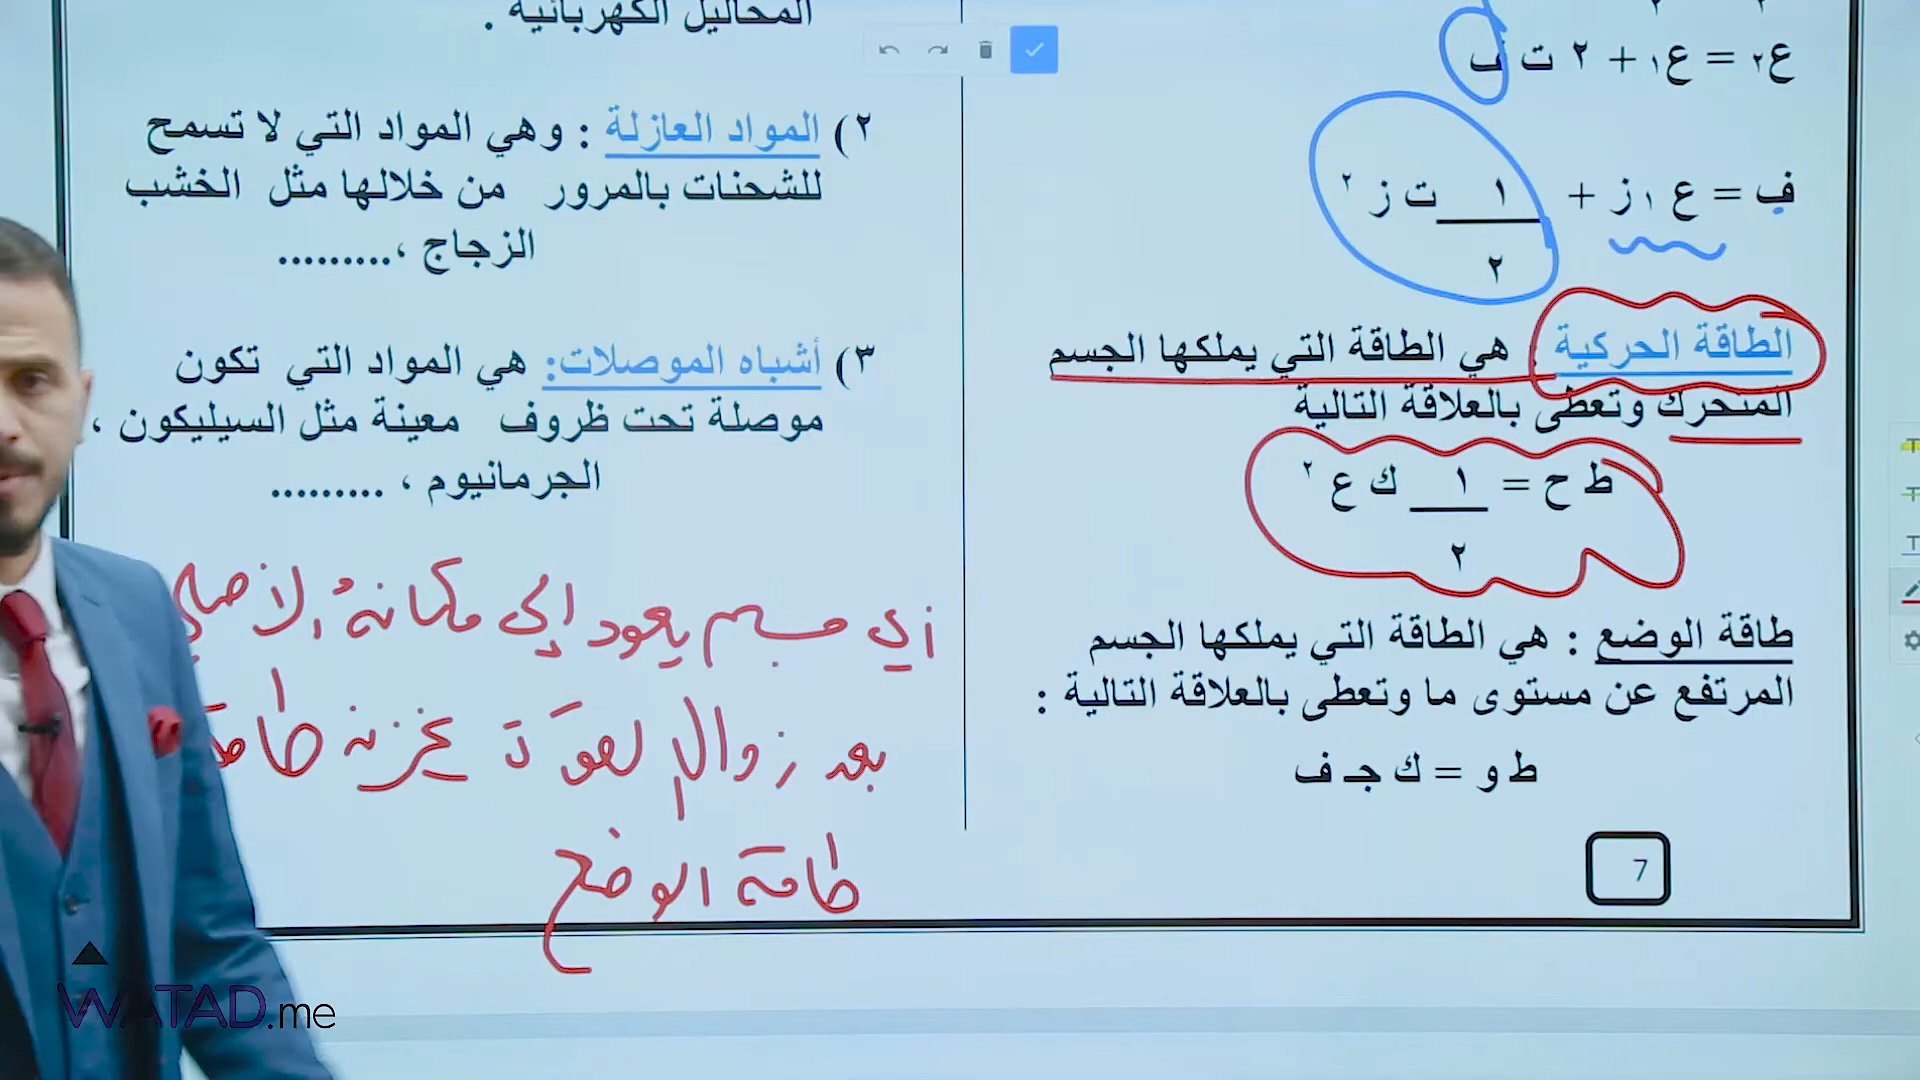 ع٢ = ع١ + ٢ ت ف
ف = ع١ ز + ١ ت ز ٢
٢
الطاقة الحركية : هي الطاقة التي يملكها الجسم
المتحرك وتعطى بالعلاقة التالية
ط ح = ١ ك ع ٢
٢
طاقة الوضع : هي الطاقة التي يملكها الجسم
المرتفع عن مستوى ما وتعطى بالعلاقة التالية :
ط و = ك جـ ف
7
المحاليل الكهربائية .
٢) المواد العازلة : وهي المواد التي لا تسمح
للشحنات بالمرور من خلالها مثل الخشب
الزجاج ، .........
٣) أشباه الموصلات: هي المواد التي تكون
موصلة تحت ظروف معينة مثل السيليكون ،
الجرمانيوم ، .........
أي جسم يعود إلى مكانه الأصلي
بعد زوال القوة يخزن طاقة
طاقة الوضع
WATAD.me